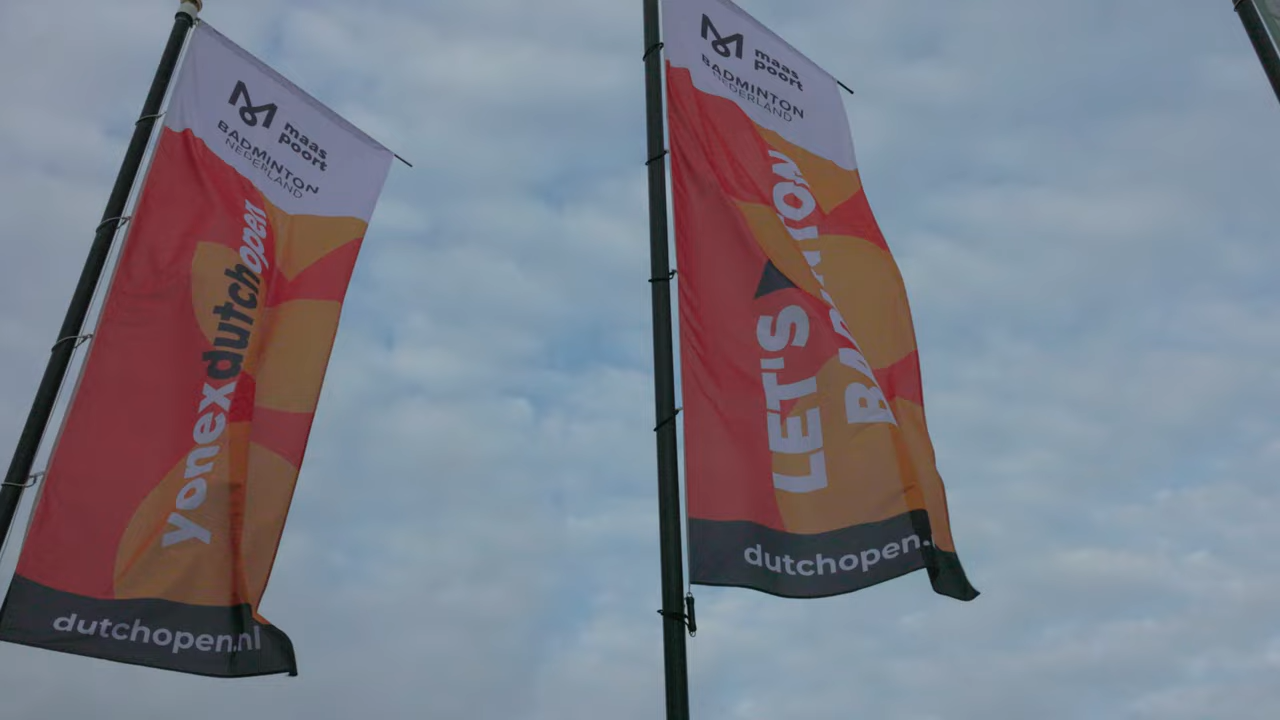 maas
poort
BADMINTON
NEDERLAND
yonexdutchopen
dutchopen.nl
maas
poort
BADMINTON
NEDERLAND
LET'S
dutchopen.